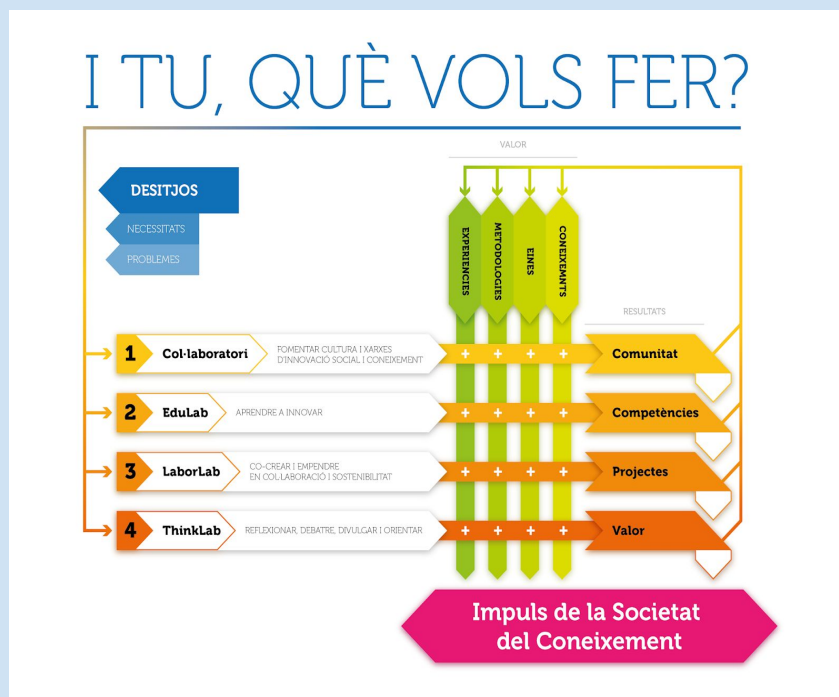 I TU, QUÈ VOLS FER?
VALOR
DESITJOS
NECESSITATS
PROBLEMES
EXPERIENCIES
METODOLOGIES
EINES
CONEIXEMNTS
RESULTATS
1 Col·laboratori
FOMENTAR CULTURA I XARXES
D'INNOVACIÓ SOCIAL I CONEIXEMENT
+ + + +
Comunitat
2 EduLab
APRENDRE A INNOVAR
+ + + +
Competències
3 LaborLab
CO-CREAR I EMPENDRE
EN COL·LABORACIÓ I SOSTENIBILITAT
+ + + +
Projectes
4 ThinkLab
REFLEXIONAR, DEBATRE, DIVULGAR I ORIENTAR
+ + + +
Valor
Impuls de la Societat
del Coneixement